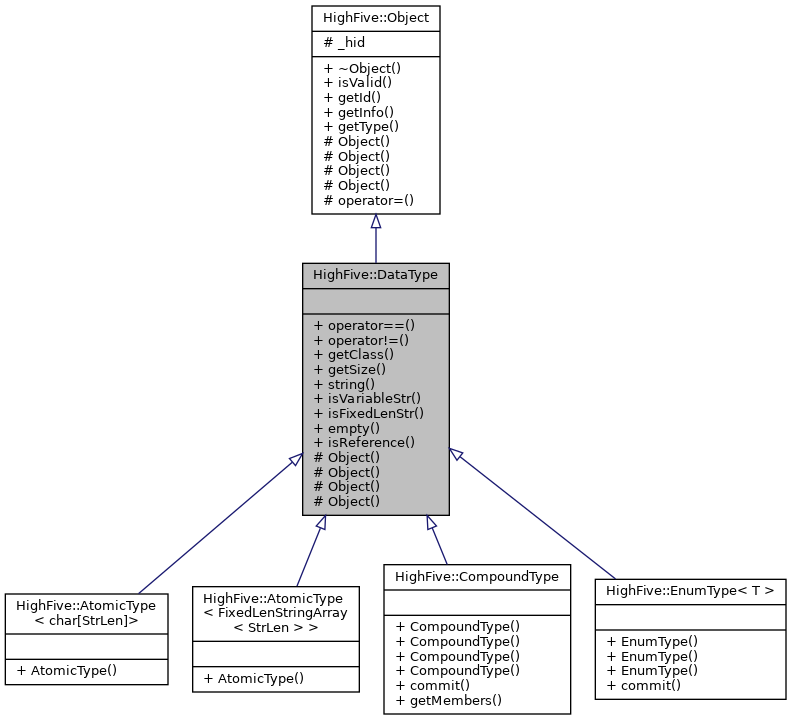 HighFive::Object
# _hid
+ ~Object()
+ isValid()
+ getId()
+ getInfo()
+ getType()
# Object()
# Object()
# Object()
# Object()
# operator=()
HighFive::DataType
+ operator==()
+ operator!=()
+ getClass()
+ getSize()
+ string()
+ isVariableStr()
+ isFixedLenStr()
+ empty()
+ isReference()
# Object()
# Object()
# Object()
# Object()
HighFive::AtomicType
< char[StrLen]>
+ AtomicType()
HighFive::AtomicType
< FixedLenStringArray
< StrLen > >
+ AtomicType()
HighFive::CompoundType
+ CompoundType()
+ CompoundType()
+ CompoundType()
+ CompoundType()
+ commit()
+ getMembers()
HighFive::EnumType< T >
+ EnumType()
+ EnumType()
+ EnumType()
+ commit()